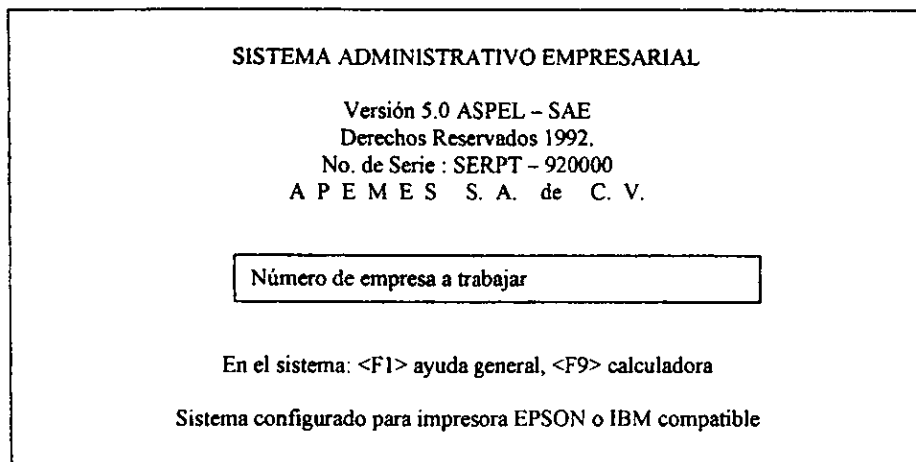 SISTEMA ADMINISTRATIVO EMPRESARIAL
Versión 5.0 ASPEL – SAE
Derechos Reservados 1992.
No. de Serie : SERPT – 920000
A P E M E S S. A. de C. V.
Número de empresa a trabajar
En el sistema: <F1> ayuda general, <F9> calculadora
Sistema configurado para impresora EPSON o IBM compatible